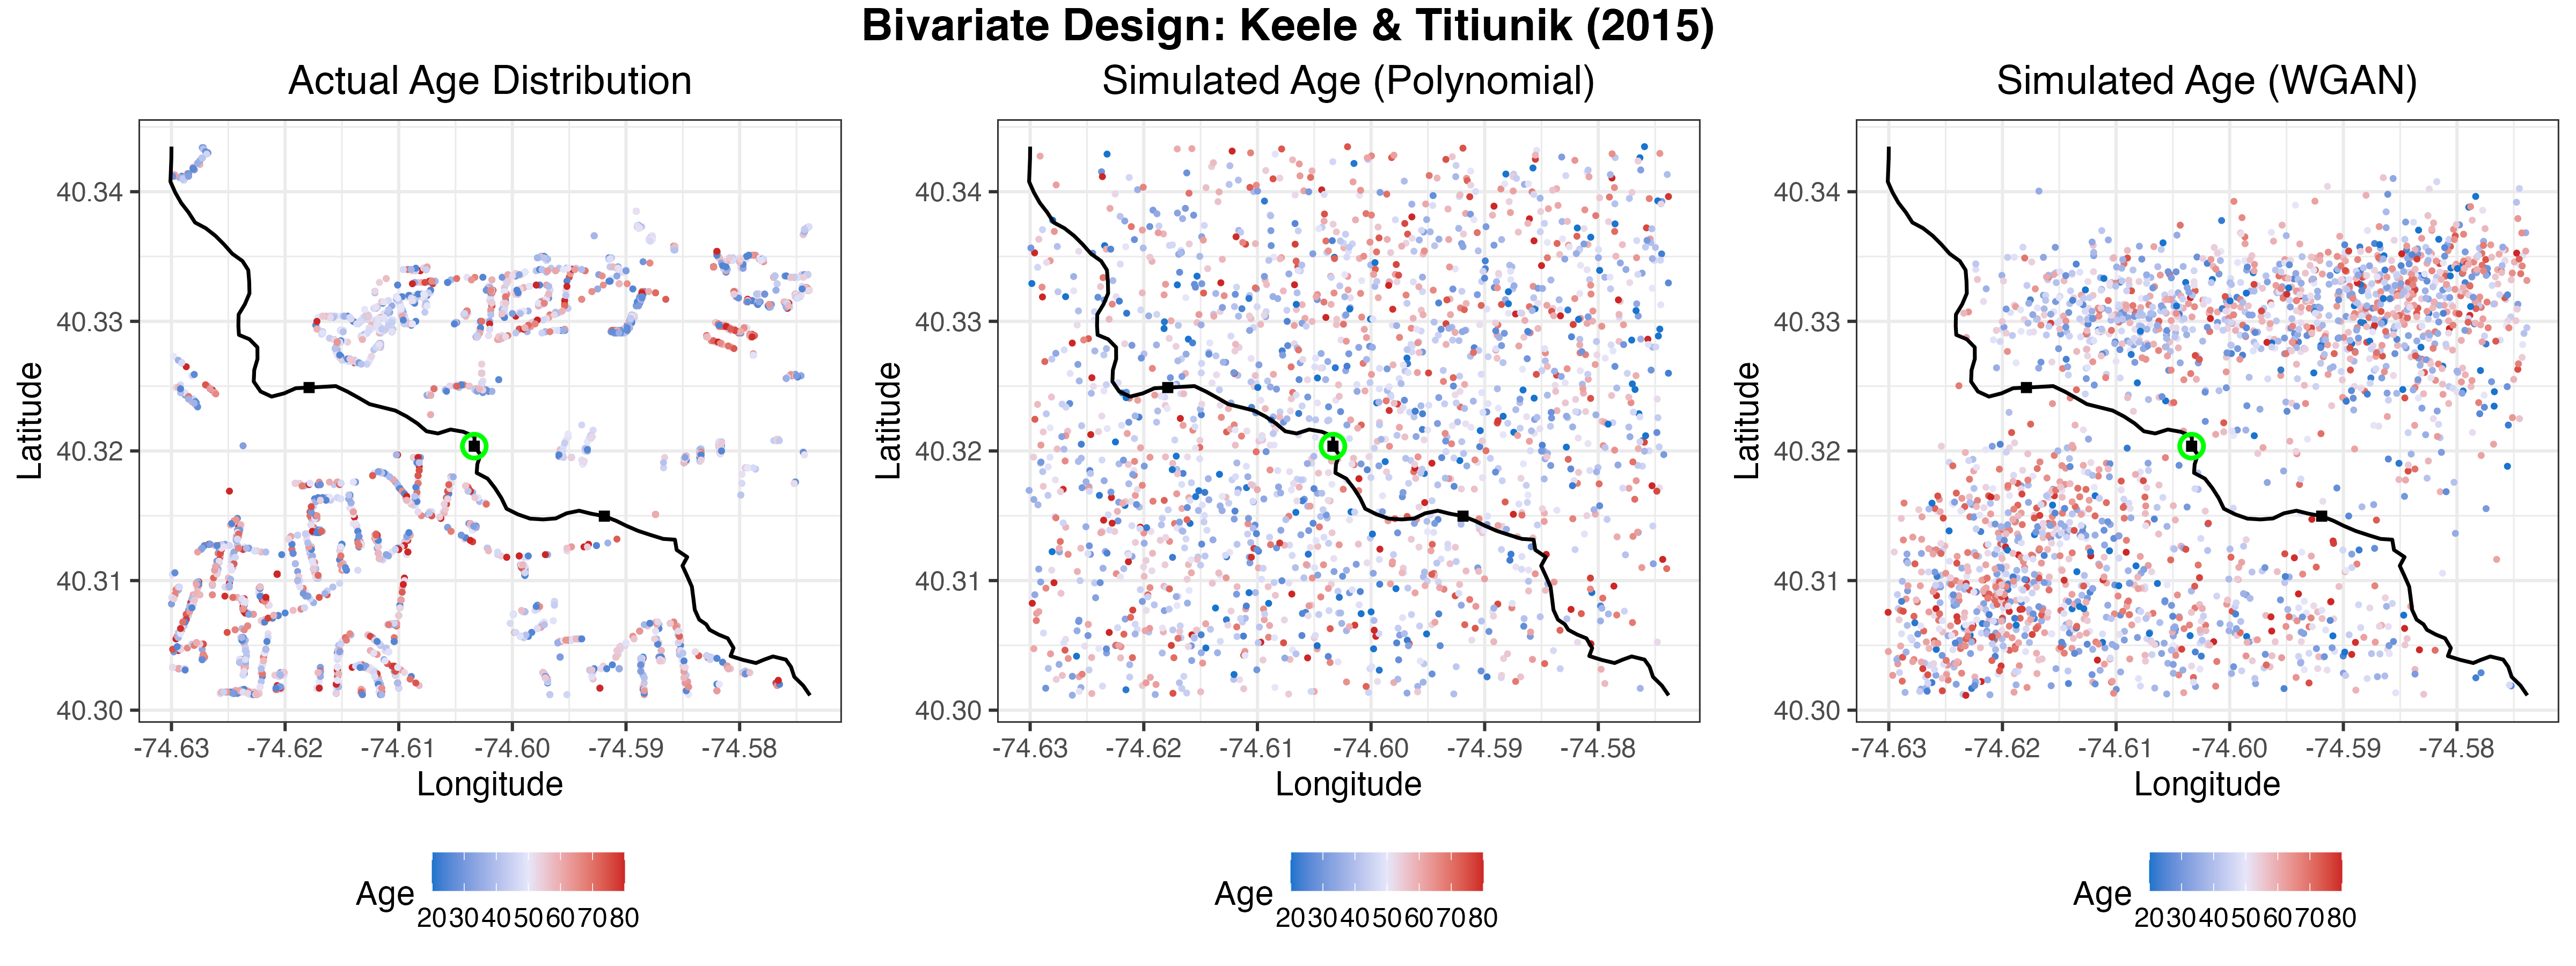 Bivariate Design: Keele & Titiunik (2015)
Actual Age Distribution
Simulated Age (Polynomial)
Simulated Age (WGAN)
Latitude
40.34
40.33
40.32
40.31
40.30
-74.63 -74.62 -74.61 -74.60 -74.59 -74.58
Longitude
Age
20 30 40 50 60 70 80
Latitude
40.34
40.33
40.32
40.31
40.30
-74.63 -74.62 -74.61 -74.60 -74.59 -74.58
Longitude
Age
20 30 40 50 60 70 80
Latitude
40.34
40.33
40.32
40.31
40.30
-74.63 -74.62 -74.61 -74.60 -74.59 -74.58
Longitude
Age
20 30 40 50 60 70 80